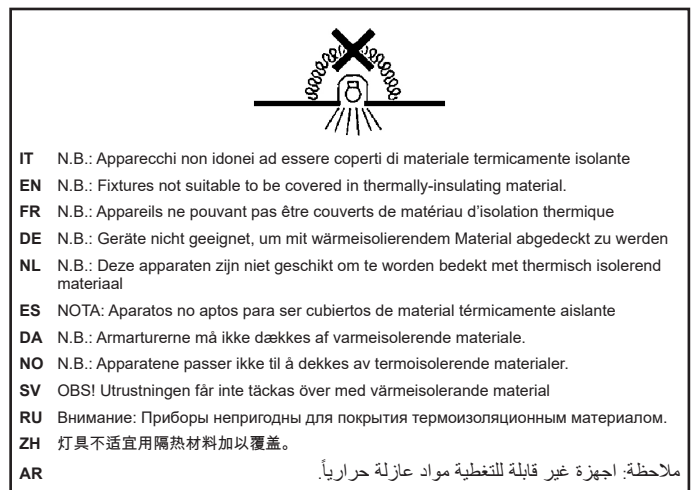 IT N.B.: Apparecchi non idonei ad essere coperti di materiale termicamente isolante
EN N.B.: Fixtures not suitable to be covered in thermally-insulating material.
FR N.B.: Appareils ne pouvant pas être couverts de matériau d'isolation thermique
DE N.B.: Geräte nicht geeignet, um mit wärmeisolierendem Material abgedeckt zu werden
NL N.B.: Deze apparaten zijn niet geschikt om te worden bedekt met thermisch isolerend
materiaal
ES NOTA: Aparatos no aptos para ser cubiertos de material térmicamente aislante
DA N.B.: Armarturerne må ikke dækkes af varmeisolerende materiale.
NO N.B.: Apparatene passer ikke til å dekkes av termoisolerende materialer.
SV OBS! Utrustningen får inte täckas över med värmeisolerande material
RU Внимание: Приборы непригодны для покрытия термоизоляционным материалом.
ZH 灯具不适宜用隔热材料加以覆盖。
AR ملاحظة: اجهزة غير قابلة للتغطية مواد عازلة حرارياً.